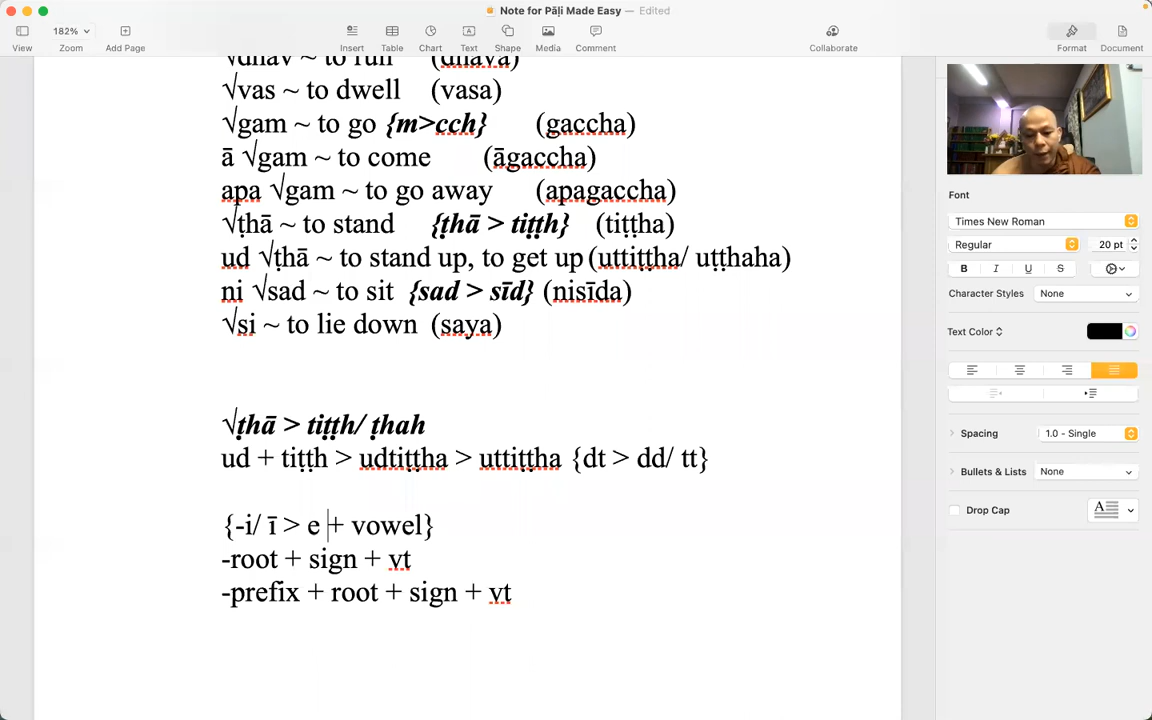 Note for Pāḷi Made Easy — Edited
182%
View Zoom Add Page Insert Table Chart Text Shape Media Comment Collaborate Format Document
√dhāv ~ to run (dhāva)
√vas ~ to dwell (vasa)
√gam ~ to go {m>cch} (gaccha)
ā √gam ~ to come (āgaccha)
apa √gam ~ to go away (apagaccha)
√ṭhā ~ to stand {ṭhā > tiṭṭh} (tiṭṭha)
ud √ṭhā ~ to stand up, to get up (uttiṭṭha/ uṭṭhaha)
ni √sad ~ to sit {sad > sīd} (nisīda)
√si ~ to lie down (saya)
√ṭhā > tiṭṭh/ ṭhah
ud + tiṭṭh > udtiṭṭha > uttiṭṭha {dt > dd/ tt}
{-i/ ī > e + vowel}
-root + sign + vt
-prefix + root + sign + vt
Font
Times New Roman
Regular 20 pt
B I U S
Character Styles None
Text Color
Spacing 1.0 - Single
Bullets & Lists None
Drop Cap